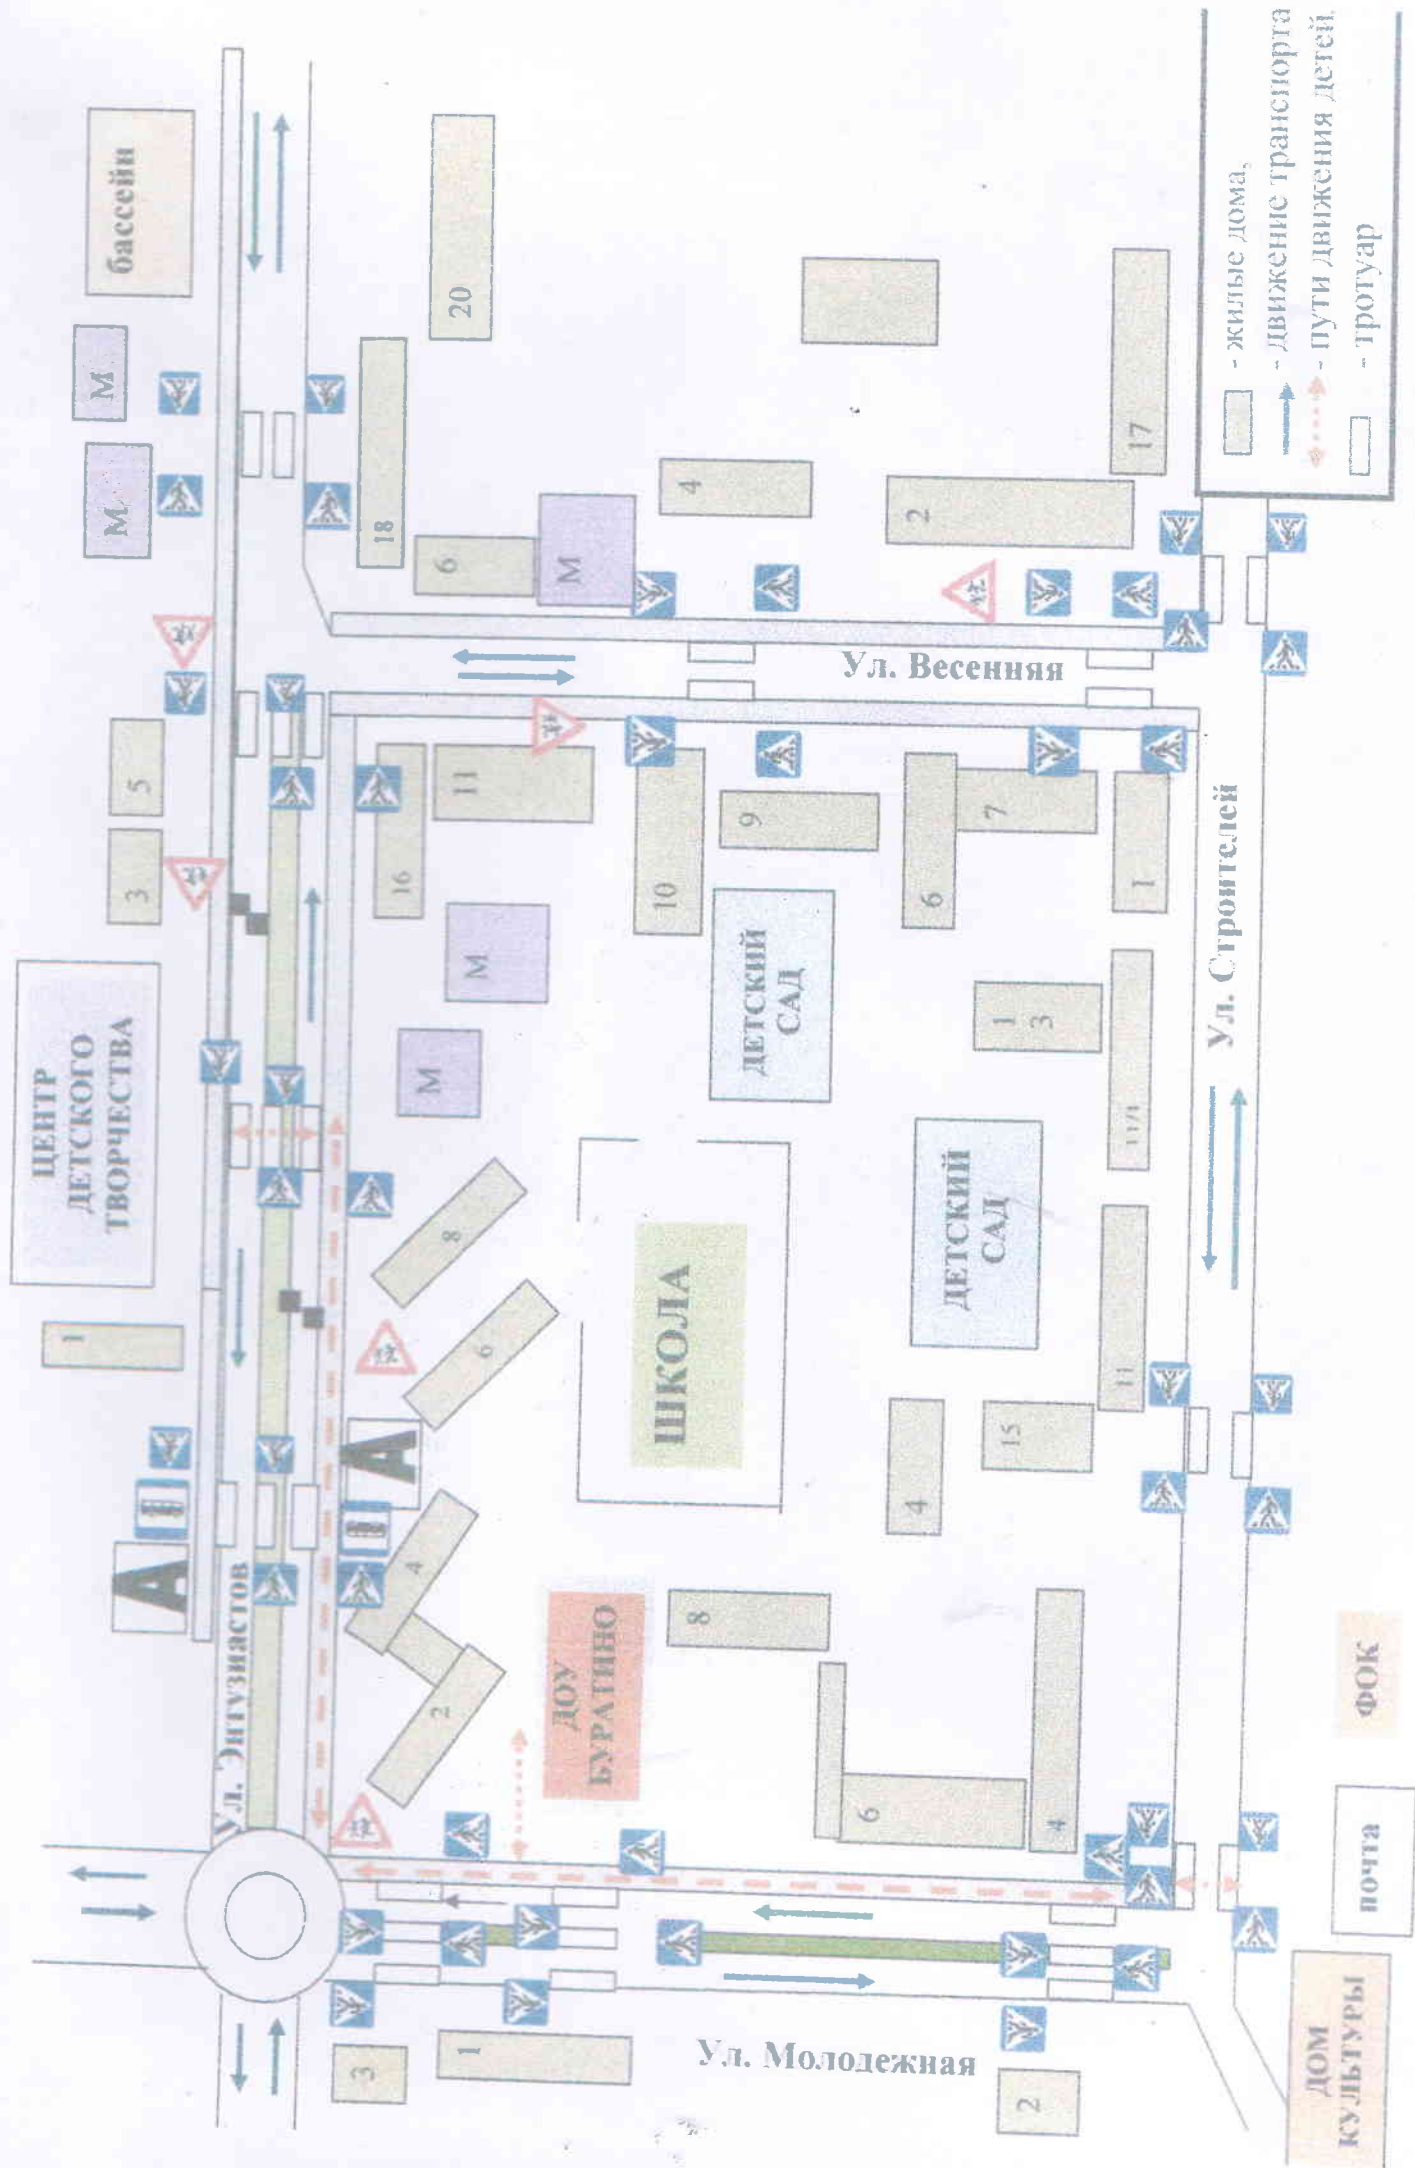 ЦЕНТР
ДЕТСКОГО
ТВОРЧЕСТВА
1
3
5
М
М
бассейн
А
Ул. Энтузиастов
А
2
4
6
8
М
М
16
11
18
20
6
М
4
2
17
ДОУ
БУРАТИНО
ШКОЛА
10
9
ДЕТСКИЙ
САД
6
7
1
ДЕТСКИЙ
САД
1
3
11/1
11
15
4
8
6
4
Ул. Весенняя
3
1
2
Ул. Молодежная
Ул. Строителей
ДОМ
КУЛЬТУРЫ
почта
ФОК
- жилые дома,
- движение транспорта
- пути движения детей.
- тротуар